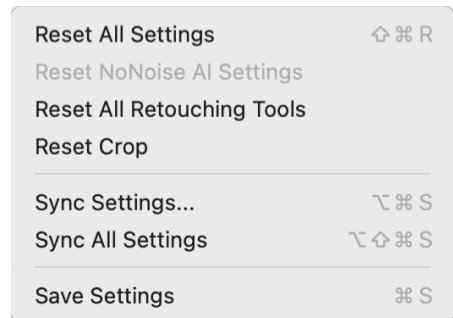 Reset All Settings ⇧⌘R
Reset NoNoise AI Settings
Reset All Retouching Tools
Reset Crop
Sync Settings... ⌥⌘S
Sync All Settings ⌥⇧⌘S
Save Settings ⌘S